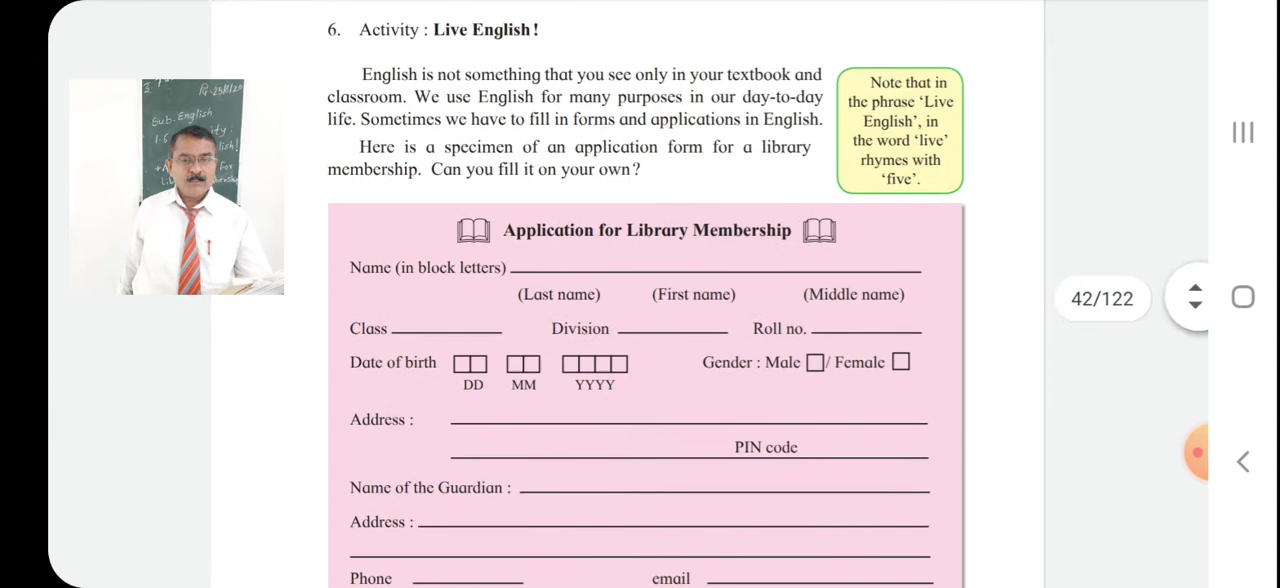 6. Activity : Live English!
English is not something that you see only in your textbook and
classroom. We use English for many purposes in our day-to-day
life. Sometimes we have to fill in forms and applications in English.
Here is a specimen of an application form for a library
membership. Can you fill it on your own?
Note that in
the phrase ‘Live
English’, in
the word ‘live’
rhymes with
‘five’.
Sub. English
1.6
Application for Library Membership
Name (in block letters)
(Last name) (First name) (Middle name)
Class Division Roll no.
Date of birth Gender : Male / Female
DD MM YYYY
Address :
PIN code
Name of the Guardian :
Address :
Phone email
42/122